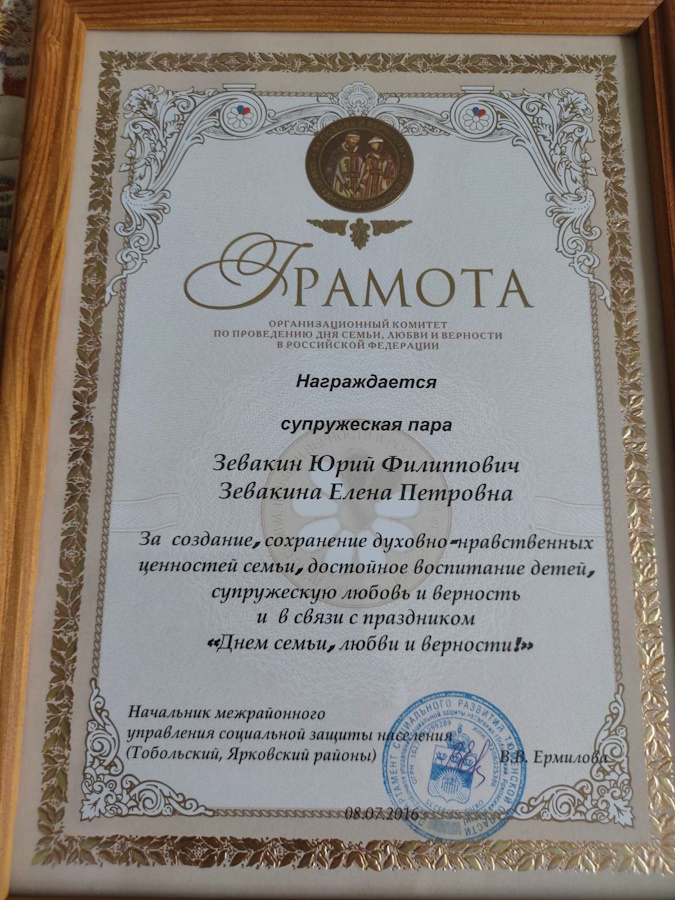 ГРАМОТА
ОРГАНИЗАЦИОННЫЙ КОМИТЕТ
ПО ПРОВЕДЕНИЮ ДНЯ СЕМЬИ, ЛЮБВИ И ВЕРНОСТИ
В РОССИЙСКОЙ ФЕДЕРАЦИИ
Награждается
супружеская пара
Зевакин Юрий Филиппович
Зевакина Елена Петровна
За создание, сохранение духовно-нравственных
ценностей семьи, достойное воспитание детей,
супружескую любовь и верность
и в связи с праздником
«Днем семьи, любви и верности!»
Начальник межрайонного
управления социальной защиты населения
(Тобольский, Ярковский районы) В.В. Ермилова
08.07.2016